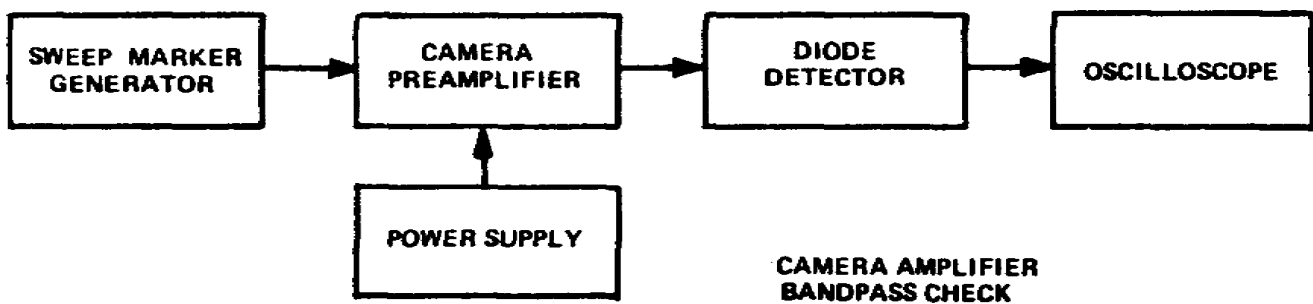 SWEEP MARKER
GENERATOR
CAMERA
PREAMPLIFIER
DIODE
DETECTOR
OSCILLOSCOPE
POWER SUPPLY
CAMERA AMPLIFIER
BANDPASS CHECK